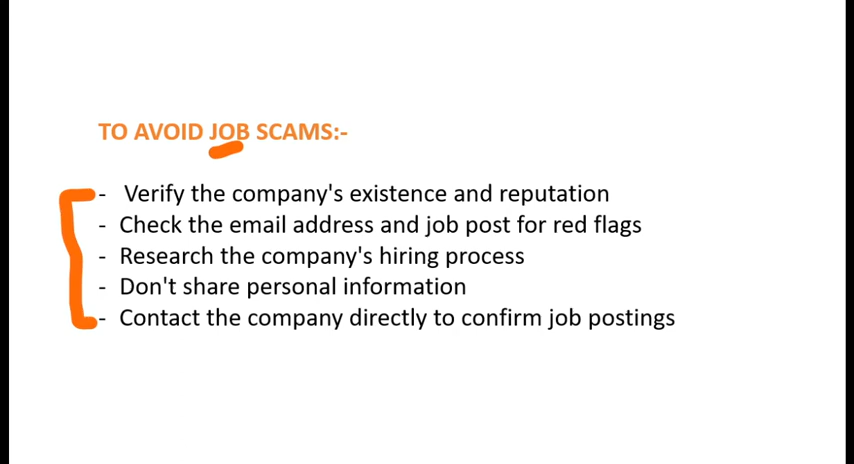 TO AVOID JOB SCAMS:-
- Verify the company's existence and reputation
- Check the email address and job post for red flags
- Research the company's hiring process
- Don't share personal information
- Contact the company directly to confirm job postings